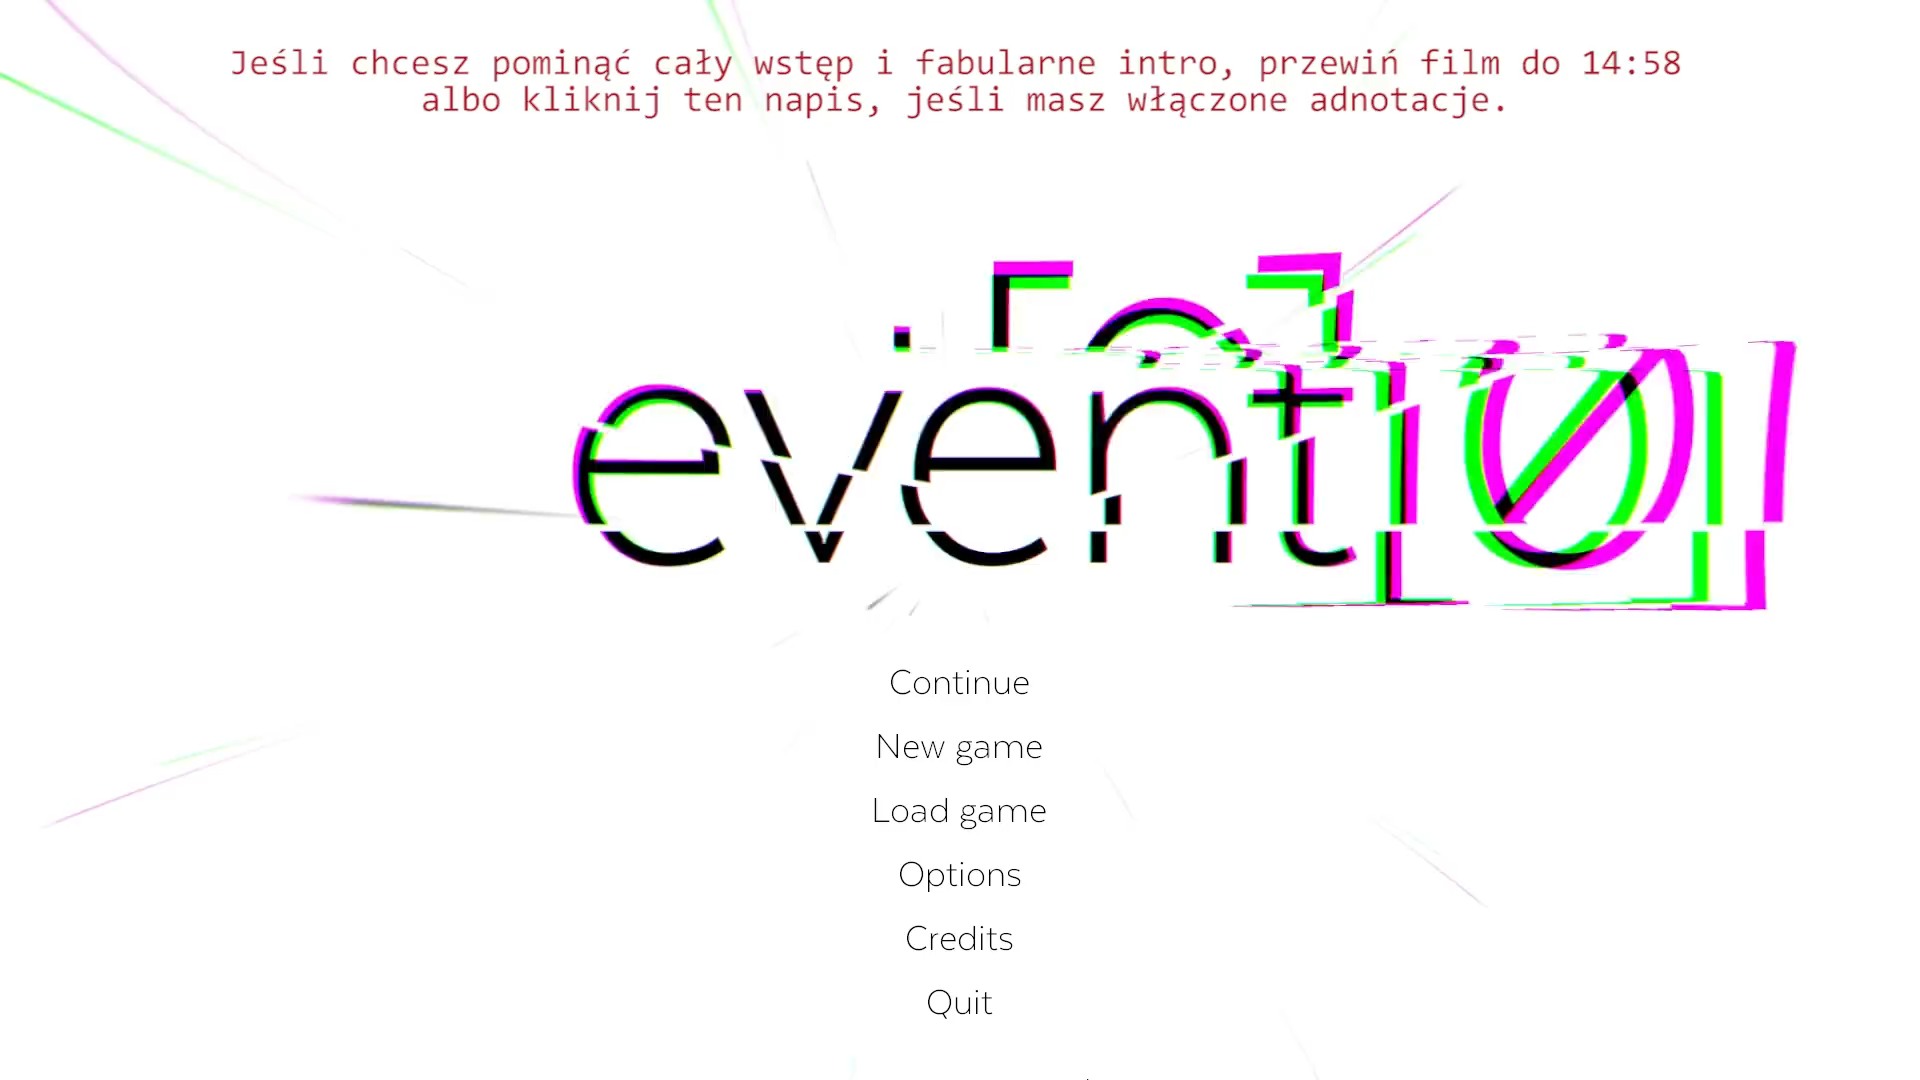 Jeśli chcesz pominąć cały wstęp i fabularne intro, przewiń film do 14:58
albo kliknij ten napis, jeśli masz włączone adnotacje.
event[0]
Continue
New game
Load game
Options
Credits
Quit